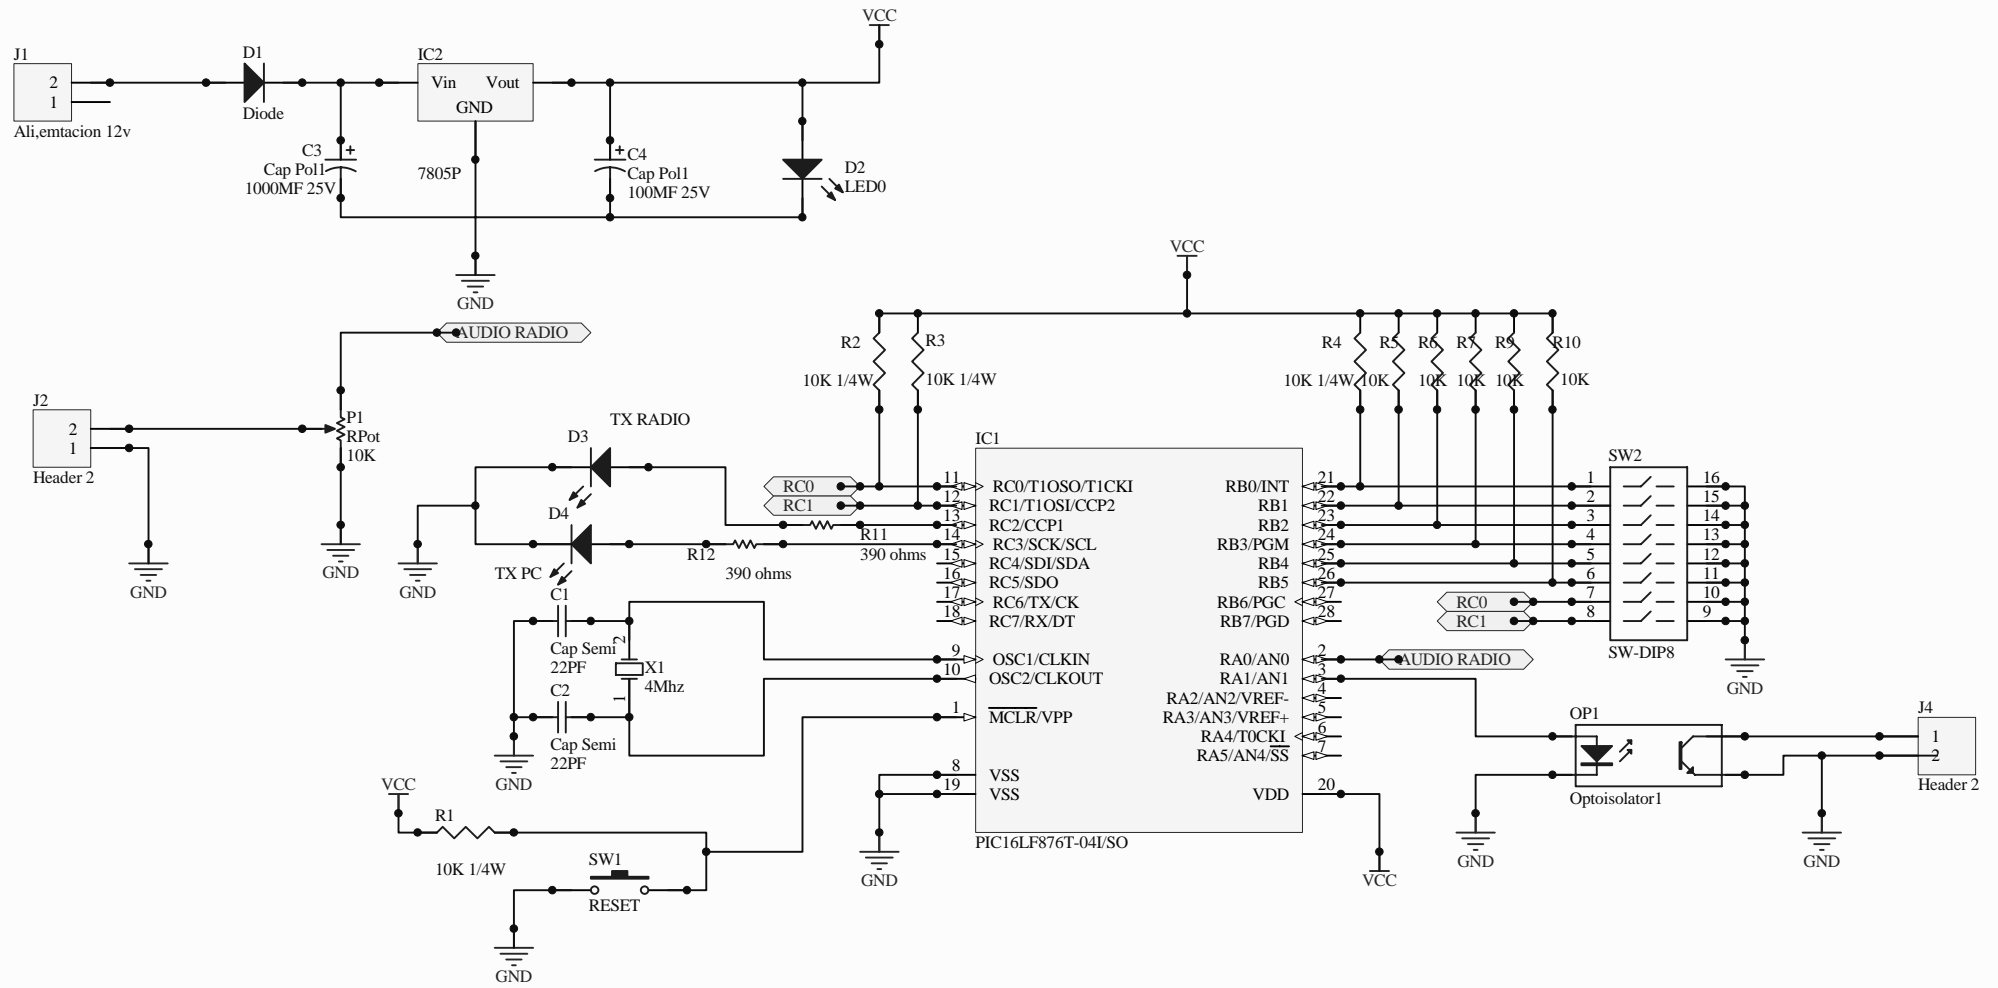 VCC
J1
2
1
Ali,emtacion 12v
D1
Diode
IC2
Vin
Vout
GND
7805P
C3
Cap Pol1
1000MF 25V
+
+
C4
Cap Pol1
100MF 25V
D2
LED0
GND
AUDIO RADIO
J2
2
1
Header 2
P1
RPot
10K
GND
GND
VCC
R2
10K 1/4W
R3
10K 1/4W
R4
10K 1/4W
R5
10K
R6
10K
R7
10K
R9
10K
R10
10K
TX RADIO
D3
D4
TX PC
GND
R11
390 ohms
R12
390 ohms
RC0
RC1
IC1
11
RC0/T1OSO/T1CKI
12
RC1/T1OSI/CCP2
13
RC2/CCP1
14
RC3/SCK/SCL
15
RC4/SDI/SDA
16
RC5/SDO
17
RC6/TX/CK
18
RC7/RX/DT
9
OSC1/CLKIN
10
OSC2/CLKOUT
1
MCLR/VPP
8
VSS
19
VSS
RB0/INT
21
RB1
22
RB2
23
RB3/PGM
24
RB4
25
RB5
26
RB6/PGC
27
RB7/PGD
28
RA0/AN0
2
RA1/AN1
3
RA2/AN2/VREF-
4
RA3/AN3/VREF+
5
RA4/T0CKI
6
RA5/AN4/SS
7
VDD
20
PIC16LF876T-04I/SO
GND
VCC
C1
Cap Semi
22PF
2
X1
4Mhz
1
C2
Cap Semi
22PF
GND
VCC
R1
10K 1/4W
SW1
RESET
GND
SW2
1
16
2
15
3
14
4
13
5
12
6
11
7
10
8
9
SW-DIP8
RC0
RC1
GND
AUDIO RADIO
OP1
Optoisolator1
GND
GND
J4
1
2
Header 2